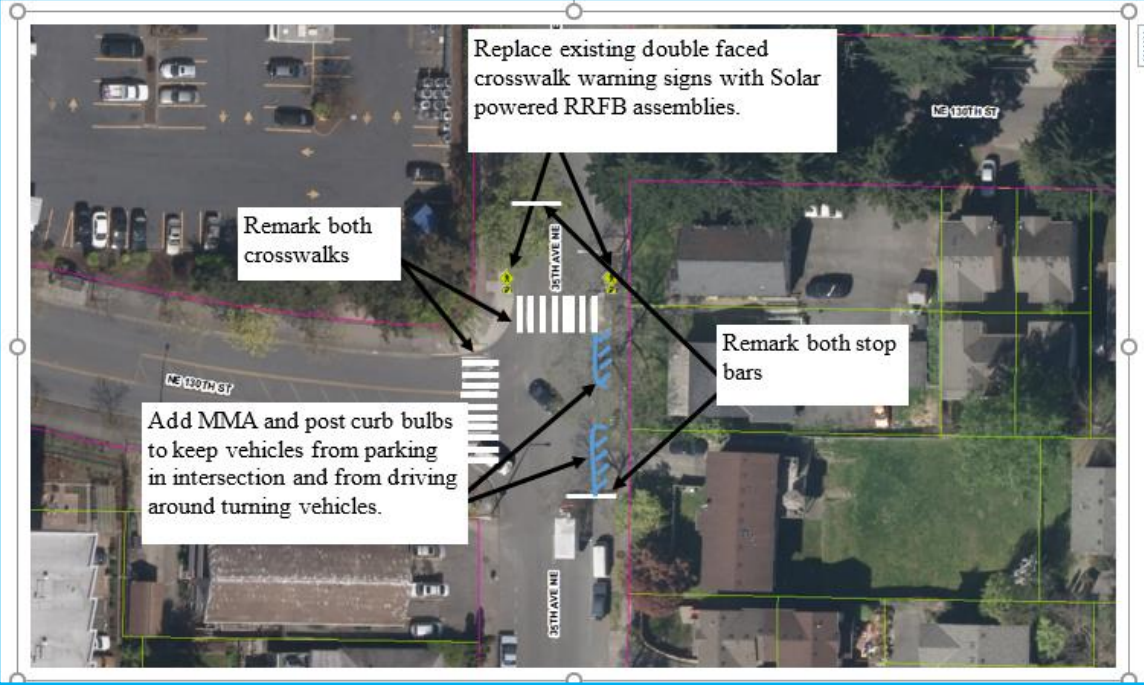 Replace existing double faced
crosswalk warning signs with Solar
powered RRFB assemblies.
NE 130TH ST
Remark both
crosswalks
35TH AVE NE
Remark both stop
bars
NE 130TH ST
Add MMA and post curb bulbs
to keep vehicles from parking
in intersection and from driving
around turning vehicles.
35TH AVE NE